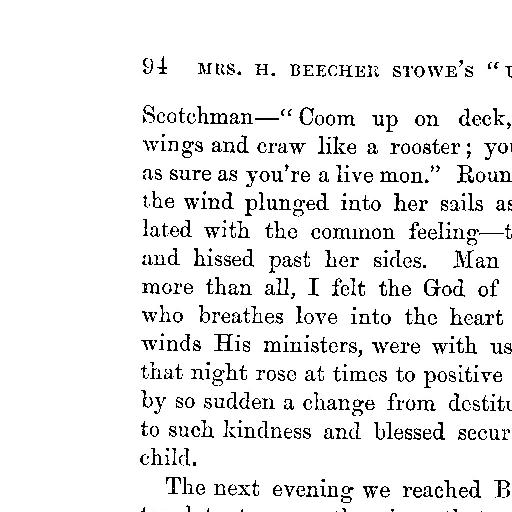 94 MRS. H. BEECHER STOWE'S "
Scotchman—"Coom up on deck,
wings and craw like a rooster; yo
as sure as you're a live mon." Roun
the wind plunged into her sails as
lated with the common feeling—t
and hissed past her sides. Man
more than all, I felt the God of
who breathes love into the heart
winds His ministers, were with us
that night rose at times to positive
by so sudden a change from destitu
to such kindness and blessed secur
child.
The next evening we reached B